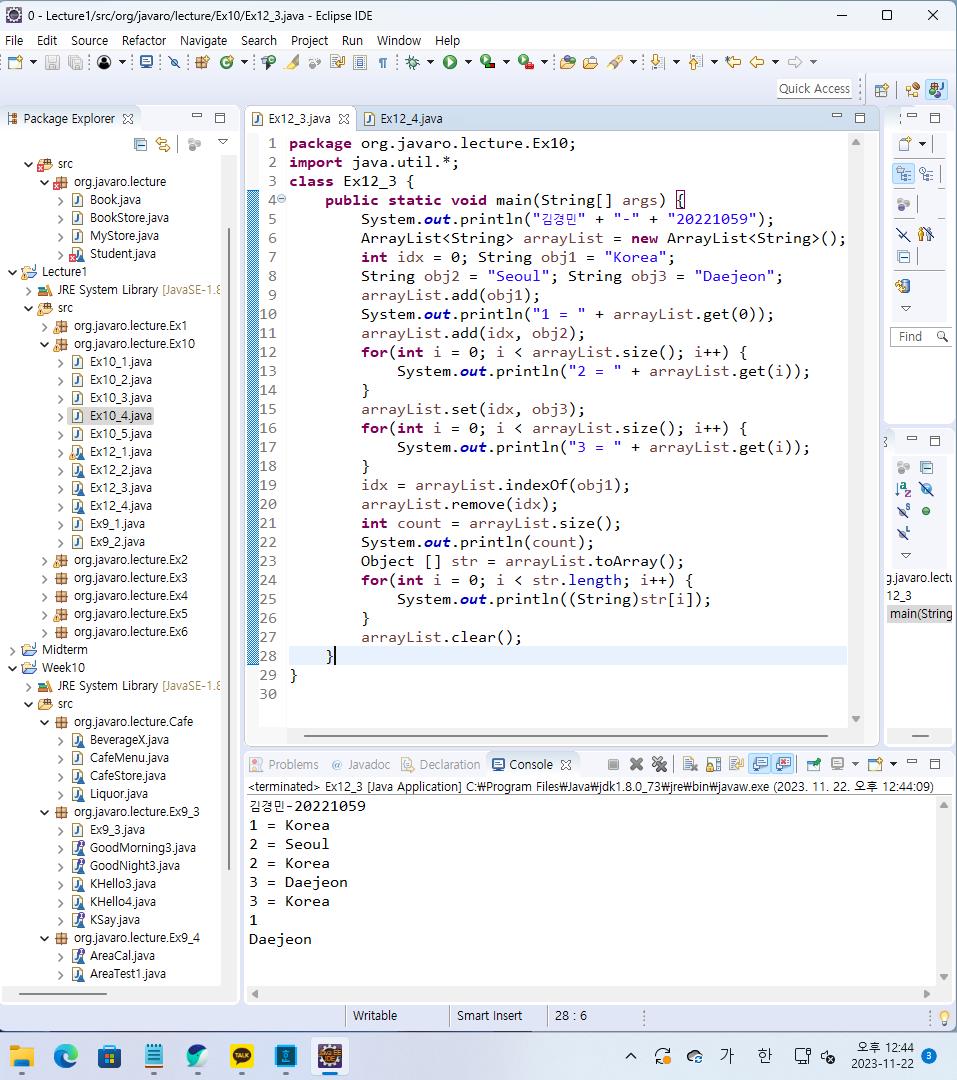 0 - Lecture1/src/org/javaro/lecture/Ex10/Ex12_3.java - Eclipse IDE
File Edit Source Refactor Navigate Search Project Run Window Help
Quick Access
Package Explorer
src
org.javaro.lecture
Book.java
BookStore.java
MyStore.java
Student.java
Lecture1
JRE System Library [JavaSE-1.8
src
org.javaro.lecture.Ex1
org.javaro.lecture.Ex10
Ex10_1.java
Ex10_2.java
Ex10_3.java
Ex10_4.java
Ex10_5.java
Ex12_1.java
Ex12_2.java
Ex12_3.java
Ex12_4.java
Ex9_1.java
Ex9_2.java
org.javaro.lecture.Ex2
org.javaro.lecture.Ex3
org.javaro.lecture.Ex4
org.javaro.lecture.Ex5
org.javaro.lecture.Ex6
Midterm
Week10
JRE System Library [JavaSE-1.8
src
org.javaro.lecture.Cafe
BeverageX.java
CafeMenu.java
CafeStore.java
Liquor.java
org.javaro.lecture.Ex9_3
Ex9_3.java
GoodMorning3.java
GoodNight3.java
KHello3.java
KHello4.java
KSay.java
org.javaro.lecture.Ex9_4
AreaCal.java
AreaTest1.java
Ex12_3.java Ex12_4.java
1 package org.javaro.lecture.Ex10;
2 import java.util.*;
3 class Ex12_3 {
4 public static void main(String[] args) {
5 System.out.println("김경민" + "-" + "20221059");
6 ArrayList<String> arrayList = new ArrayList<String>();
7 int idx = 0; String obj1 = "Korea";
8 String obj2 = "Seoul"; String obj3 = "Daejeon";
9 arrayList.add(obj1);
10 System.out.println("1 = " + arrayList.get(0));
11 arrayList.add(idx, obj2);
12 for(int i = 0; i < arrayList.size(); i++) {
13 System.out.println("2 = " + arrayList.get(i));
14 }
15 arrayList.set(idx, obj3);
16 for(int i = 0; i < arrayList.size(); i++) {
17 System.out.println("3 = " + arrayList.get(i));
18 }
19 idx = arrayList.indexOf(obj1);
20 arrayList.remove(idx);
21 int count = arrayList.size();
22 System.out.println(count);
23 Object [] str = arrayList.toArray();
24 for(int i = 0; i < str.length; i++) {
25 System.out.println((String)str[i]);
26 }
27 arrayList.clear();
28 }
29 }
30
Find
g.javaro.lectu
12_3
main(String
Problems Javadoc Declaration Console
<terminated> Ex12_3 [Java Application] C:₩Program Files₩Java₩jdk1.8.0_73₩jre₩bin₩javaw.exe (2023. 11. 22. 오후 12:44:09)
김경민-20221059
1 = Korea
2 = Seoul
2 = Korea
3 = Daejeon
3 = Korea
1
Daejeon
Writable Smart Insert 28 : 6
TALK
Java EE IDE
가 한
오후 12:44
2023-11-22
3